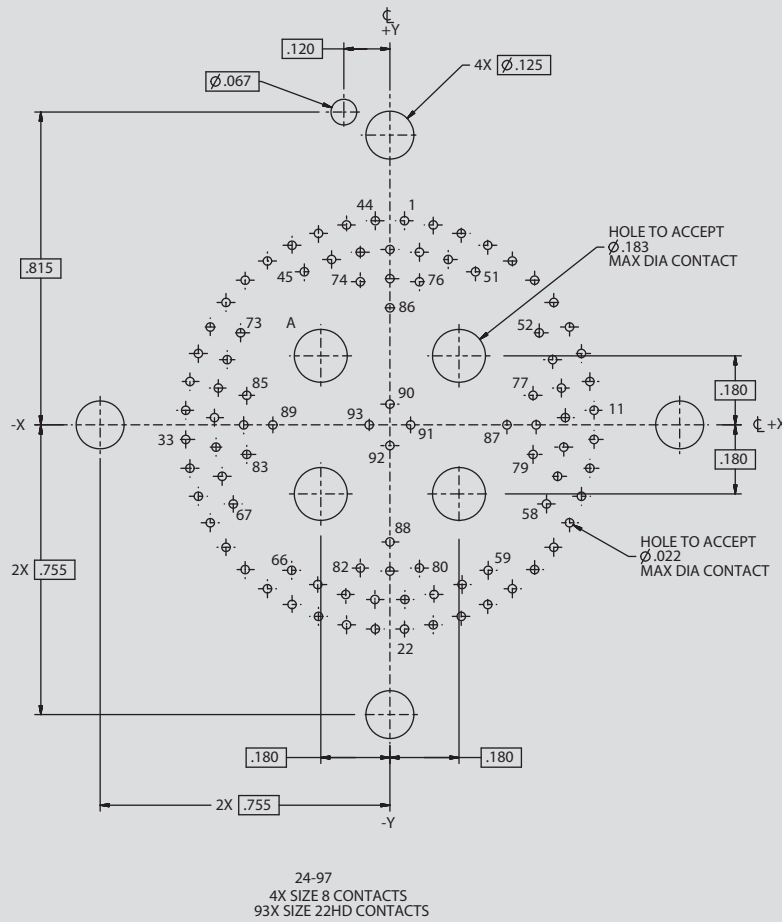 ℄
+Y
.120
4X Ø.125
Ø.067
44 1
HOLE TO ACCEPT
Ø.183
MAX DIA CONTACT
.815
45 74 76 51
86
73 A 52
85 77
.180
90
-X 89 93 11
91 87 ℄ +X
33 92
83 79 .180
67 58
88
HOLE TO ACCEPT
Ø.022
MAX DIA CONTACT
66 82 80 59
2X .755
22
.180 .180
2X .755
-Y
24-97
4X SIZE 8 CONTACTS
93X SIZE 22HD CONTACTS